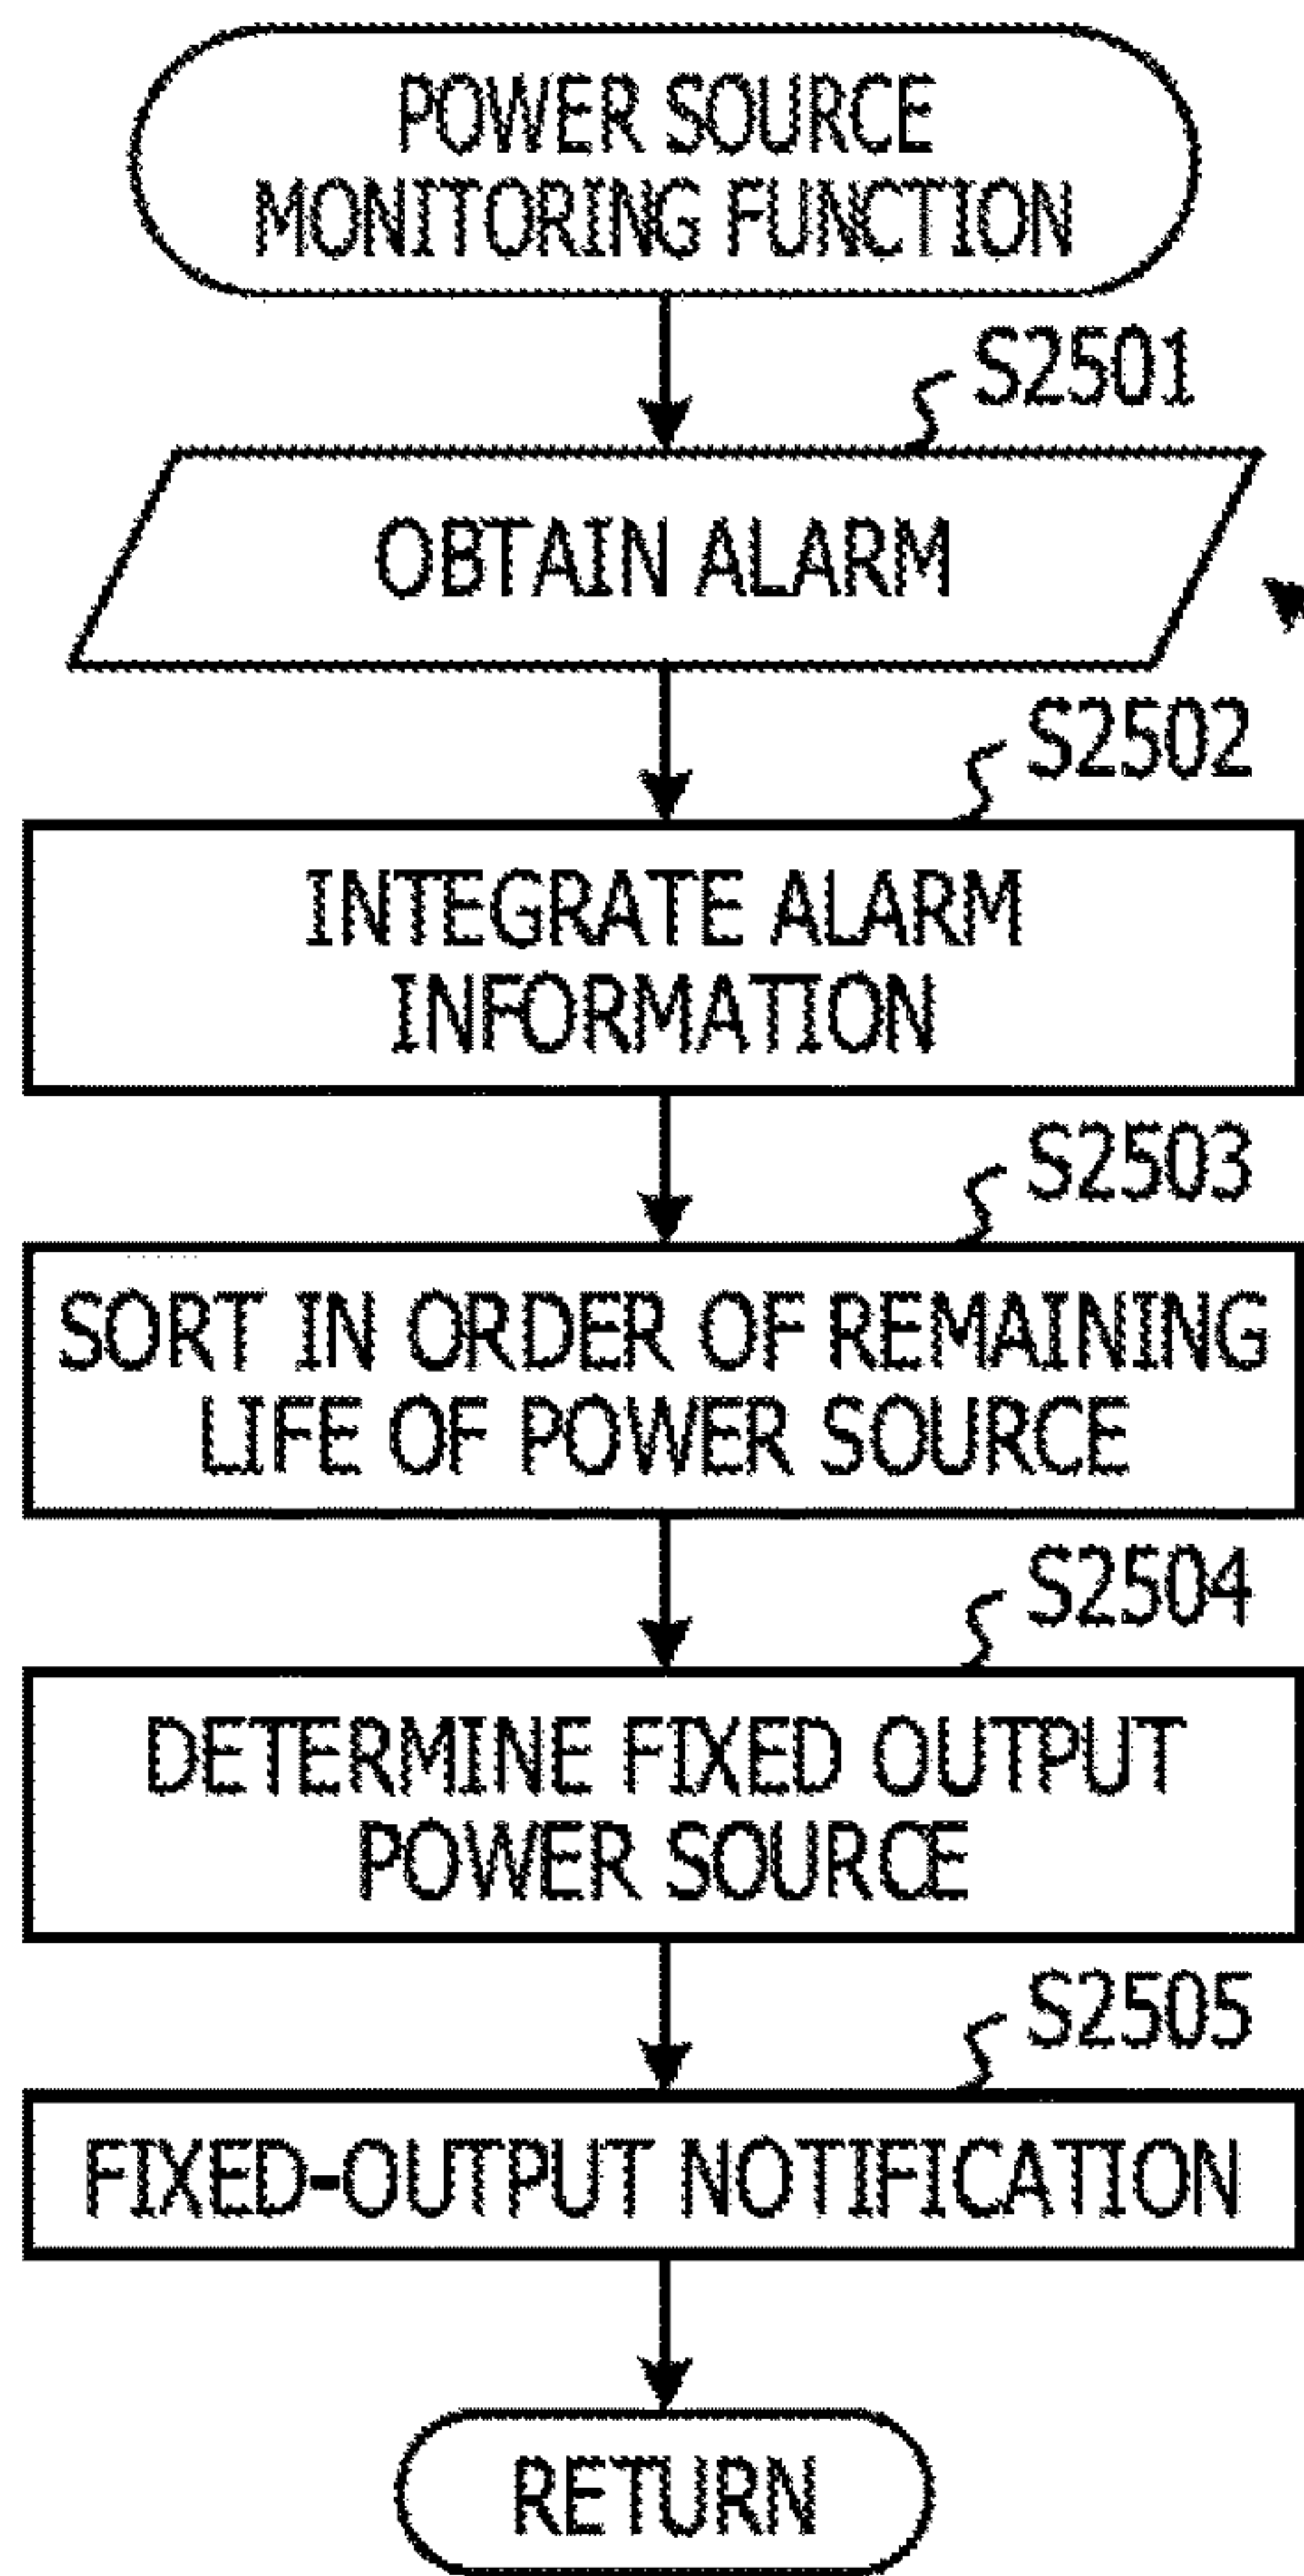 POWER SOURCE
MONITORING FUNCTION
S2501
OBTAIN ALARM
S2502
INTEGRATE ALARM
INFORMATION
S2503
SORT IN ORDER OF REMAINING
LIFE OF POWER SOURCE
S2504
DETERMINE FIXED OUTPUT
POWER SOURCE
S2505
FIXED-OUTPUT NOTIFICATION
RETURN